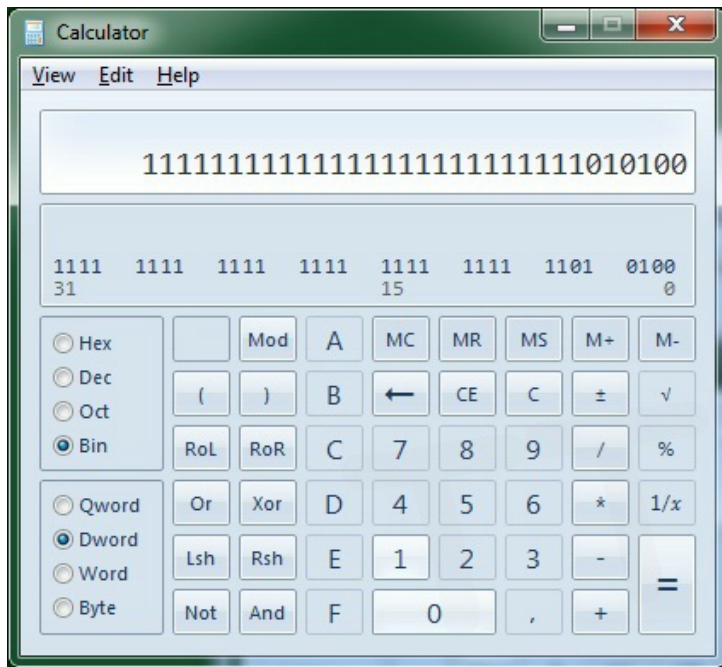 Calculator
View Edit Help
11111111111111111111111111010100
1111 1111 1111 1111 1111 1111 1101 0100
31 15 0
Hex Mod A MC MR MS M+ M-
Dec
( ) B ← CE C ± √
Oct
Bin RoL RoR C 7 8 9 / %
Qword Or Xor D 4 5 6 * 1/x
Dword
Lsh Rsh E 1 2 3 - =
Word
Byte Not And F 0 , +